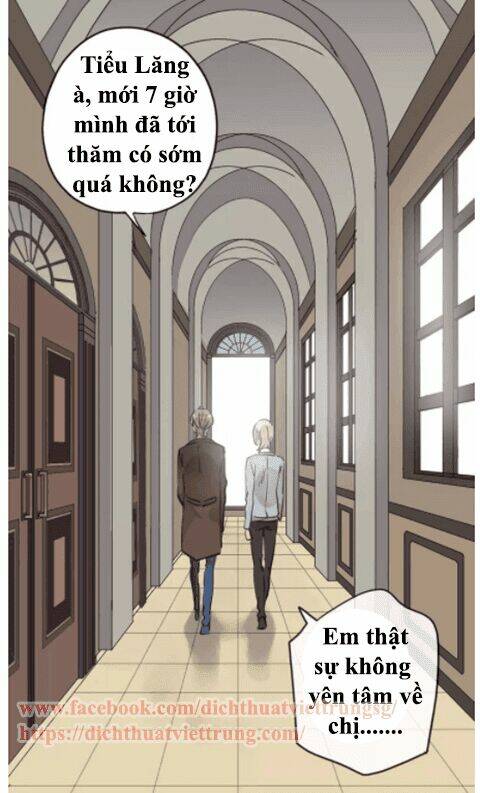 Tiểu Lăng
à, mới 7 giờ
mình đã tới
thăm có sớm
quá không?
Em thật
sự không
yên tâm về
chị.......
www.facebook.com/dichthuatviettrungsg/
https://dichthuatviettrung.com/